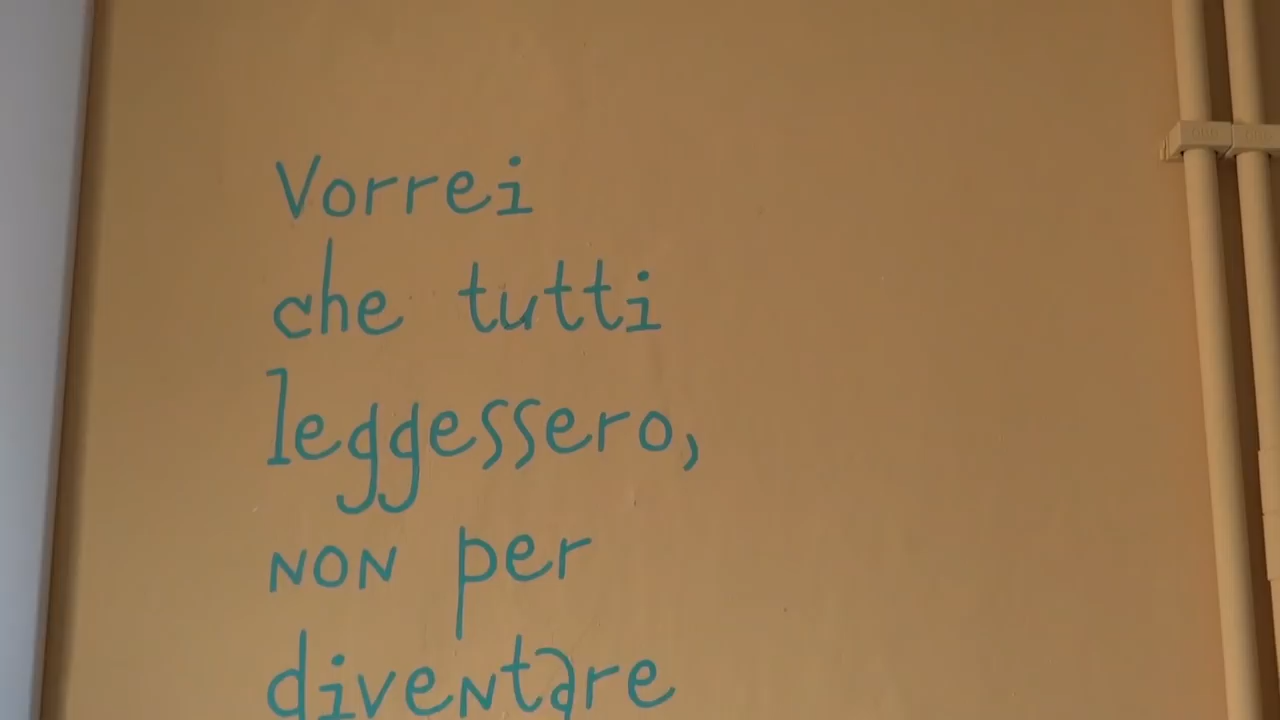 Vorrei
che tutti
leggessero,
non per
diventare